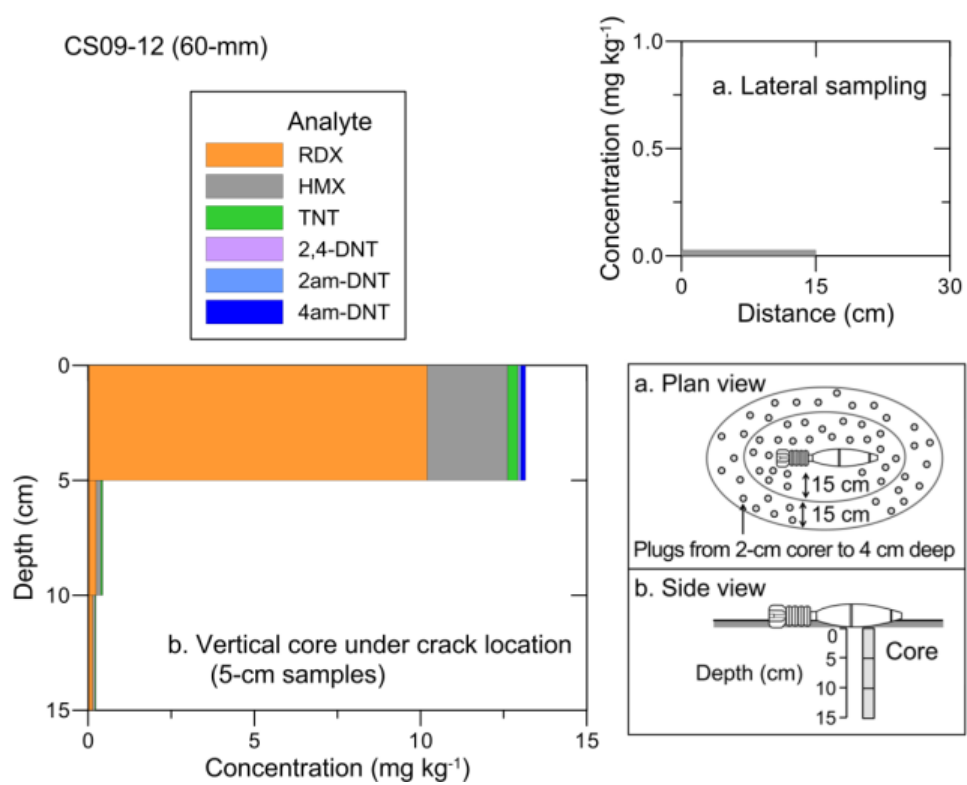 CS09-12 (60-mm)
Analyte
RDX
HMX
TNT
2,4-DNT
2am-DNT
4am-DNT
Concentration (mg kg⁻¹)
1.0
0.5
0.0
a. Lateral sampling
0 15 30
Distance (cm)
Depth (cm)
0
5
10
15
b. Vertical core under crack location
(5-cm samples)
0 5 10 15
Concentration (mg kg⁻¹)
a. Plan view
15 cm
15 cm
Plugs from 2-cm corer to 4 cm deep
b. Side view
Depth (cm)
0
5
10
15
Core